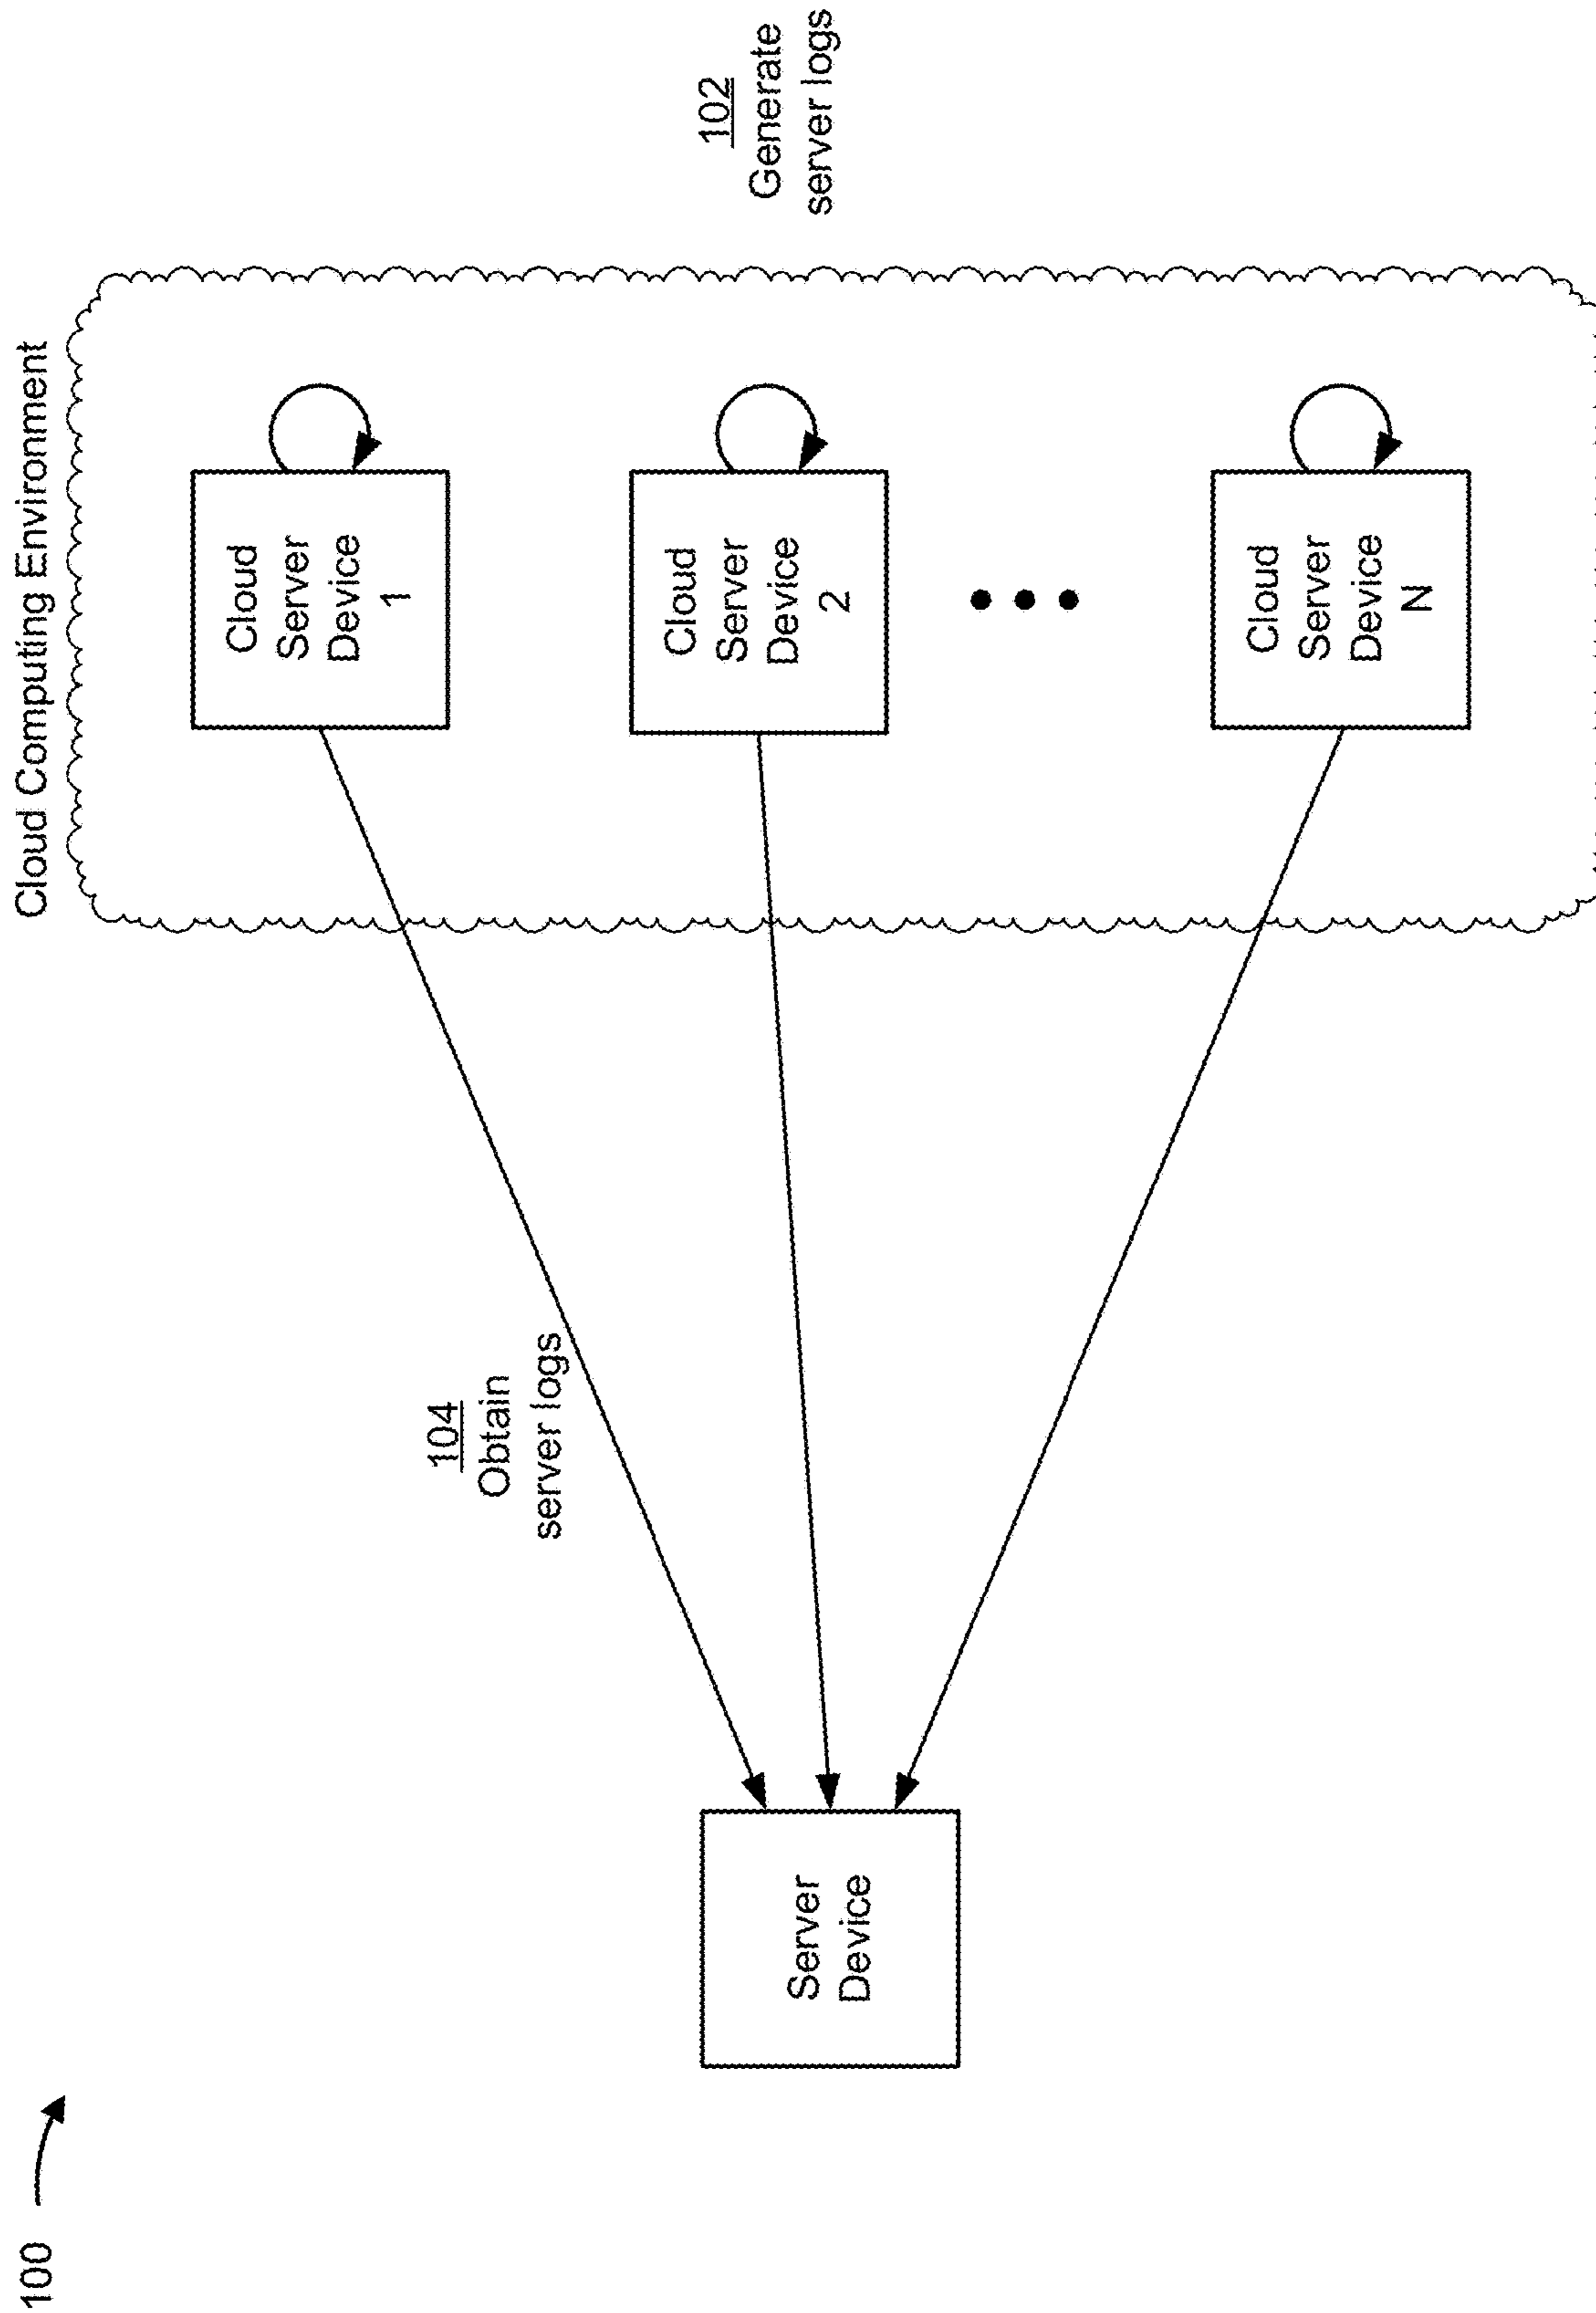 100
Cloud Computing Environment
104
Obtain
server logs
102
Generate
server logs
Cloud
Server
Device
1
Cloud
Server
Device
2
Cloud
Server
Device
N
Server
Device